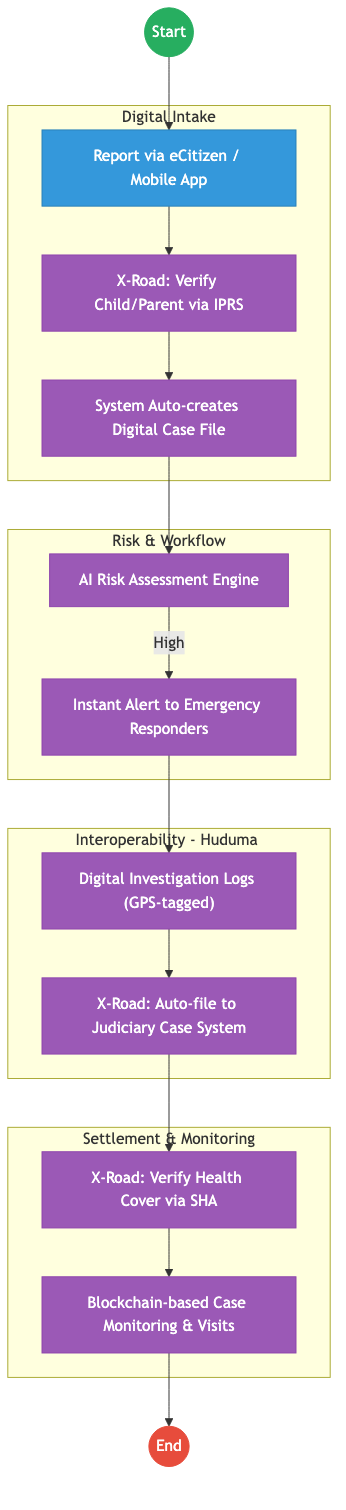 Start
Digital Intake
Report via eCitizen /
Mobile App
X-Road: Verify
Child/Parent via IPRS
System Auto-creates
Digital Case File
Risk & Workflow
AI Risk Assessment Engine
High
Instant Alert to Emergency
Responders
Interoperability - Huduma
Digital Investigation Logs
(GPS-tagged)
X-Road: Auto-file to
Judiciary Case System
Settlement & Monitoring
X-Road: Verify Health
Cover via SHA
Blockchain-based Case
Monitoring & Visits
End